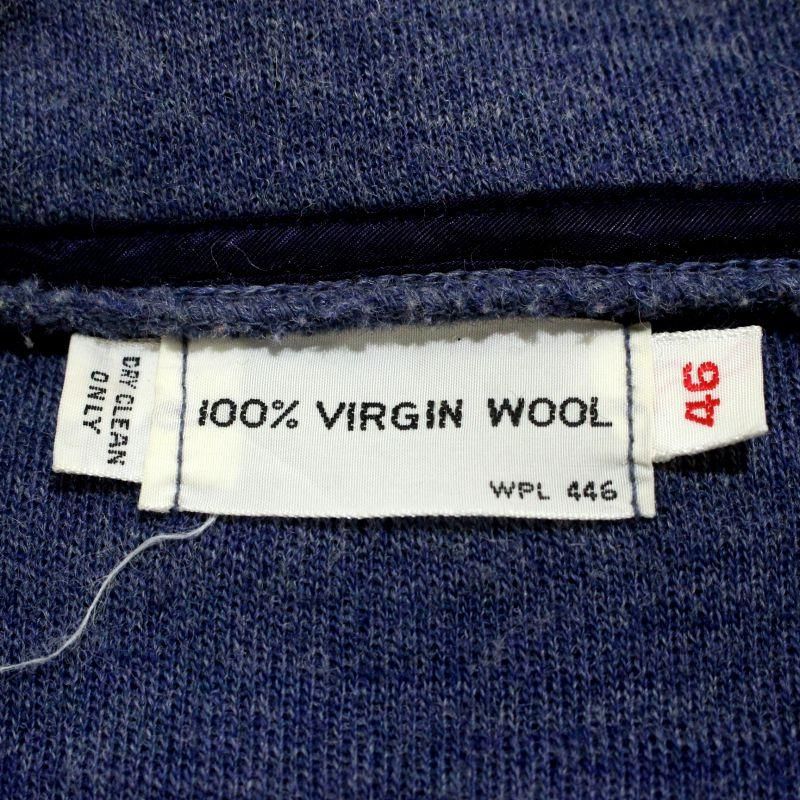 DRY CLEAN
ONLY
100% VIRGIN WOOL
WPL 446
46